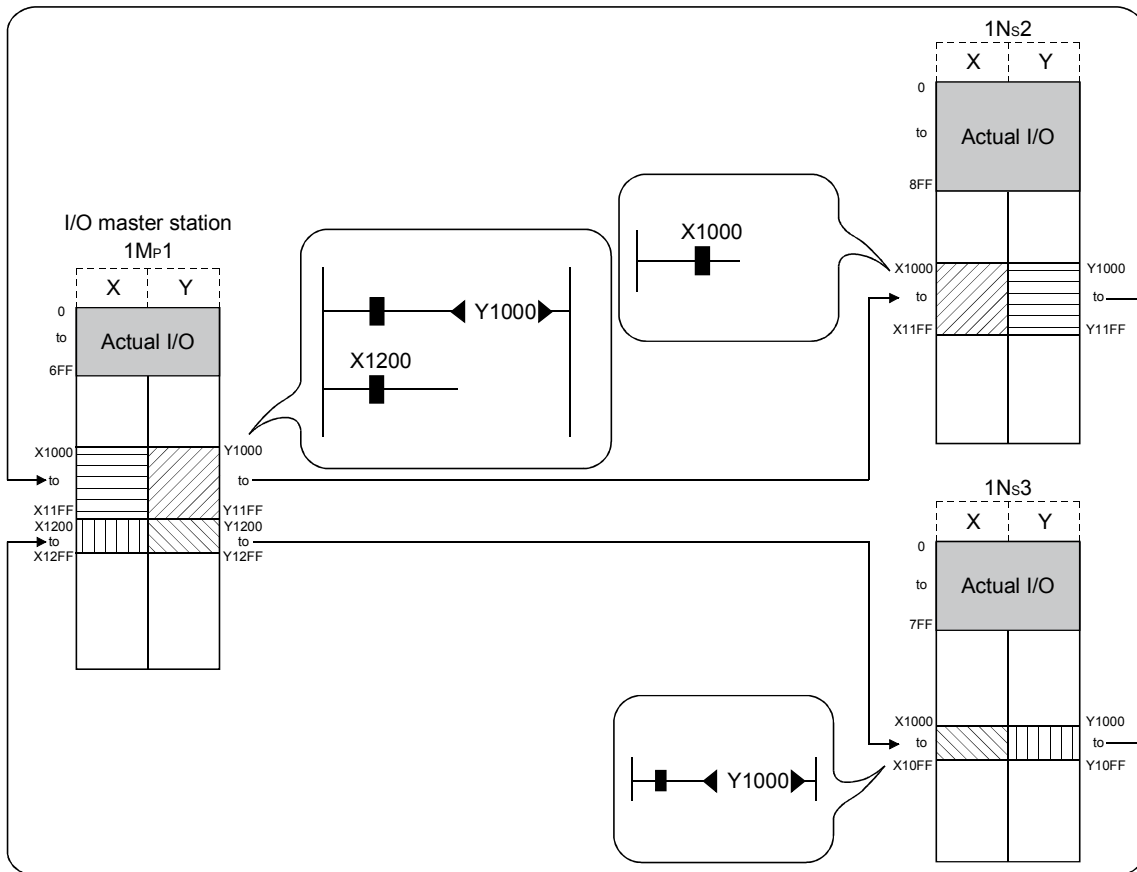 I/O master station
1MP1
X Y
0
to
6FF
Actual I/O
X1000
to
X11FF
X1200
to
X12FF
Y1000
to
Y11FF
Y1200
to
Y12FF
Y1000
X1200
X1000
1NS2
X Y
0
to
8FF
Actual I/O
X1000
to
X11FF
Y1000
to
Y11FF
1NS3
X Y
0
to
7FF
Actual I/O
X1000
to
X10FF
Y1000
to
Y10FF
Y1000